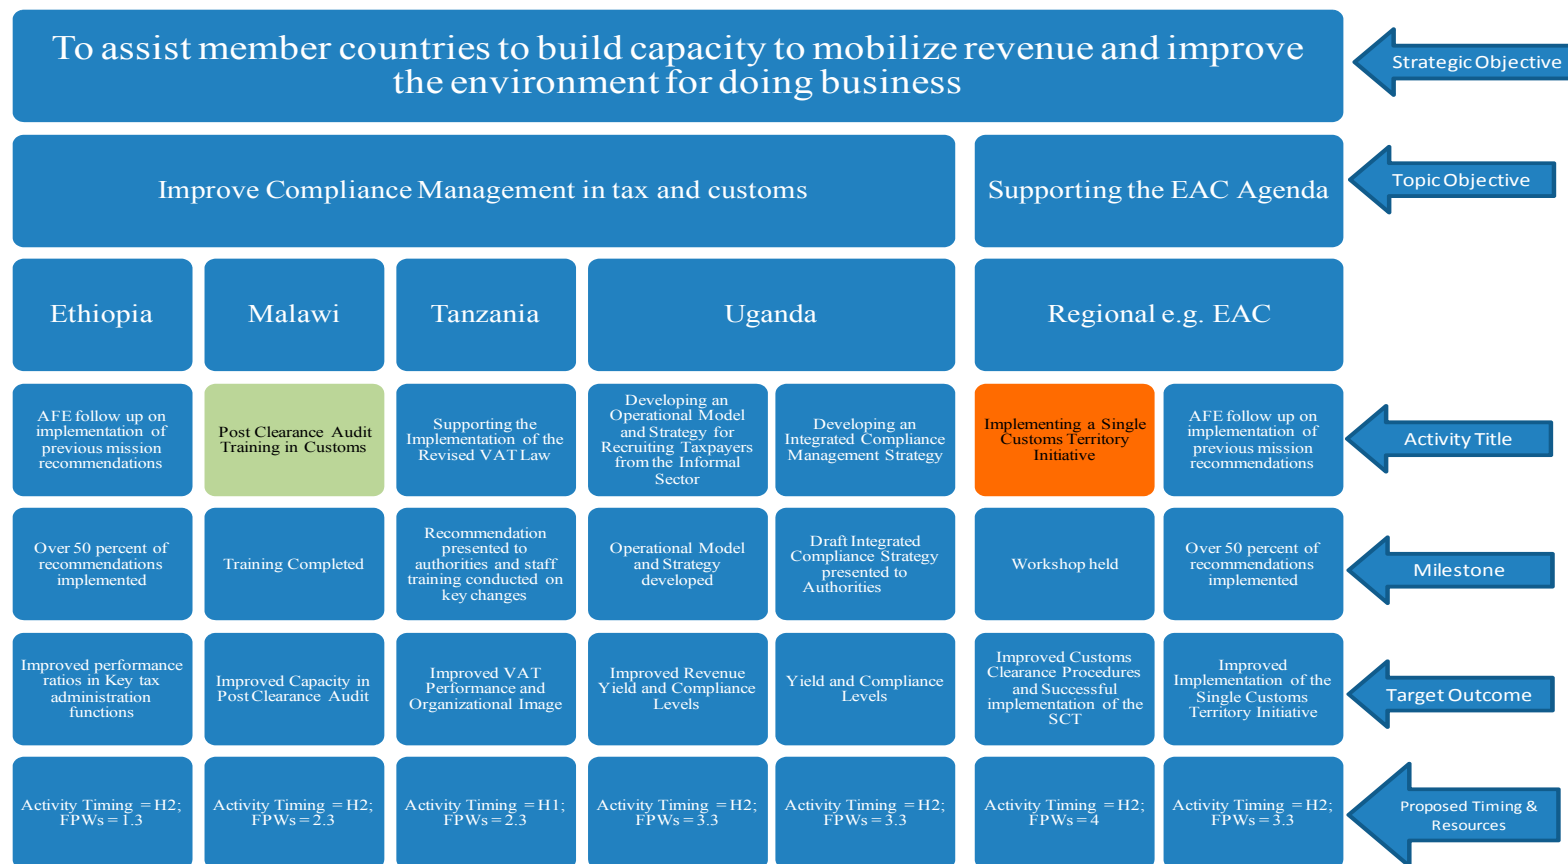 To assist member countries to build capacity to mobilize revenue and improve
the environment for doing business
Strategic Objective
Improve Compliance Management in tax and customs
Supporting the EAC Agenda
Topic Objective
Ethiopia
Malawi
Tanzania
Uganda
Regional e.g. EAC
AFE follow up on
implementation of
previous mission
recommendations
Post Clearance Audit
Training in Customs
Supporting the
Implementation of the
Revised VAT Law
Developing an
Operational Model
and Strategy for
Recruiting Taxpayers
from the Informal
Sector
Developing an
Integrated Compliance
Management Strategy
Implementing a Single
Customs Territory
Initiative
AFE follow up on
implementation of
previous mission
recommendations
Activity Title
Over 50 percent of
recommendations
implemented
Training Completed
Recommendation
presented to
authorities and staff
training conducted on
key changes
Operational Model
and Strategy
developed
Draft Integrated
Compliance Strategy
presented to
Authorities
Workshop held
Over 50 percent of
recommendations
implemented
Milestone
Improved performance
ratios in Key tax
administration
functions
Improved Capacity in
Post Clearance Audit
Improved VAT
Performance and
Organizational Image
Improved Revenue
Yield and Compliance
Levels
Yield and Compliance
Levels
Improved Customs
Clearance Procedures
and Successful
implementation of the
SCT
Improved
Implementation of the
Single Customs
Territory Initiative
Target Outcome
Activity Timing = H2;
FPWs = 1.3
Activity Timing = H2;
FPWs = 2.3
Activity Timing = H1;
FPWs = 2.3
Activity Timing = H2;
FPWs = 3.3
Activity Timing = H2;
FPWs = 3.3
Activity Timing = H2;
FPWs = 4
Activity Timing = H2;
FPWs = 3.3
Proposed Timing &
Resources